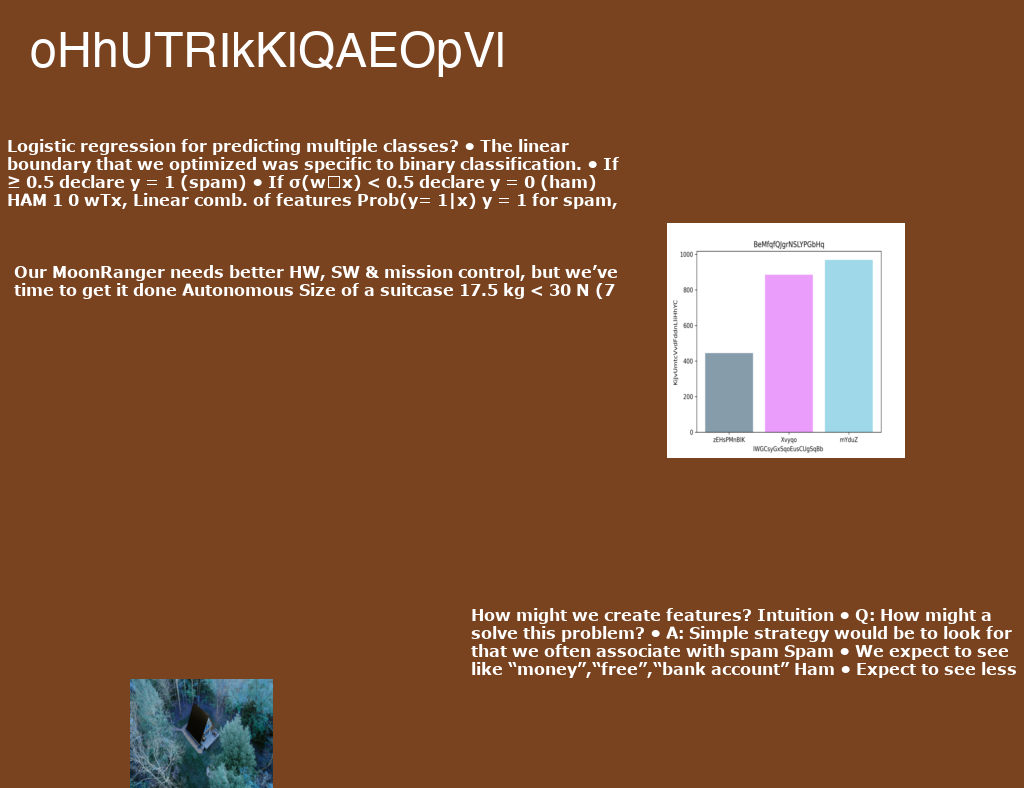 oHhUTRIkKlQAEOpVl
Logistic regression for predicting multiple classes? ● The linear
boundary that we optimized was specific to binary classification. ● If
≥ 0.5 declare y = 1 (spam) ● If σ(w□x) < 0.5 declare y = 0 (ham)
HAM 1 0 wTx, Linear comb. of features Prob(y= 1|x) y = 1 for spam,
Our MoonRanger needs better HW, SW & mission control, but we’ve
time to get it done Autonomous Size of a suitcase 17.5 kg < 30 N (7
BeMfqfQJgrNSLYPGbHq
1000
800
600
400
200
0
zEHsPMnBIK Xvyqo mYduZ
IWGCsyGxSqoEusCUgSqBb
How might we create features? Intuition ● Q: How might a
solve this problem? ● A: Simple strategy would be to look for
that we often associate with spam Spam ● We expect to see
like “money”,“free”,“bank account” Ham ● Expect to see less